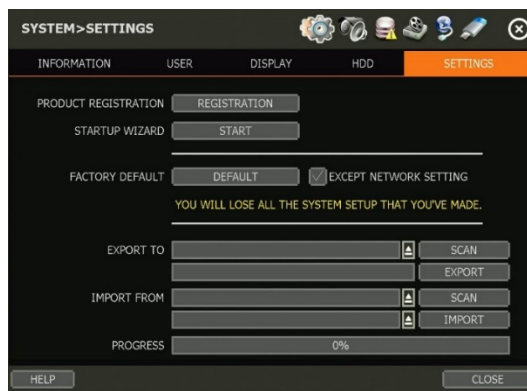 SYSTEM>SETTINGS
INFORMATION USER DISPLAY HDD SETTINGS
PRODUCT REGISTRATION REGISTRATION
STARTUP WIZARD START
FACTORY DEFAULT DEFAULT EXCEPT NETWORK SETTING
YOU WILL LOSE ALL THE SYSTEM SETUP THAT YOU'VE MADE.
EXPORT TO SCAN
EXPORT
IMPORT FROM SCAN
IMPORT
PROGRESS 0%
HELP CLOSE